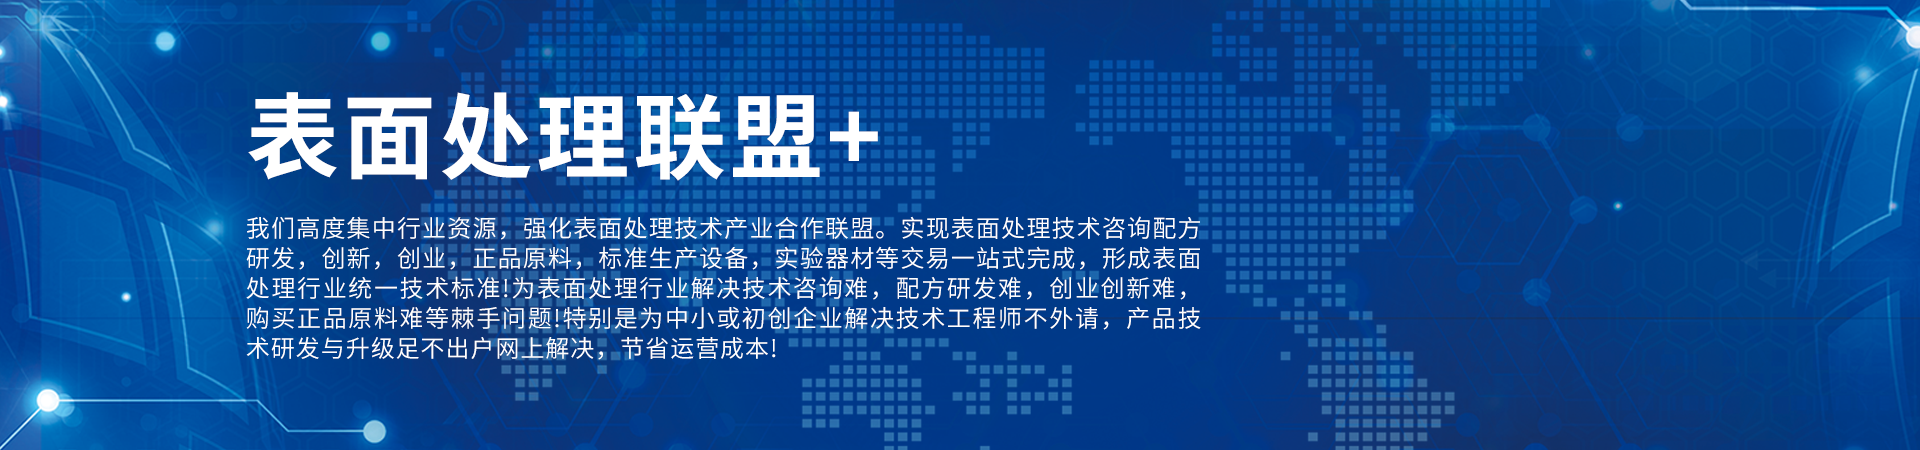 表面处理联盟+
我们高度集中行业资源，强化表面处理技术产业合作联盟。实现表面处理技术咨询配方
研发，创新，创业，正品原料，标准生产设备，实验器材等交易一站式完成，形成表面
处理行业统一技术标准!为表面处理行业解决技术咨询难，配方研发难，创业创新难，
购买正品原料难等棘手问题!特别是为中小或初创企业解决技术工程师不外请，产品技
术研发与升级足不出户网上解决，节省运营成本!